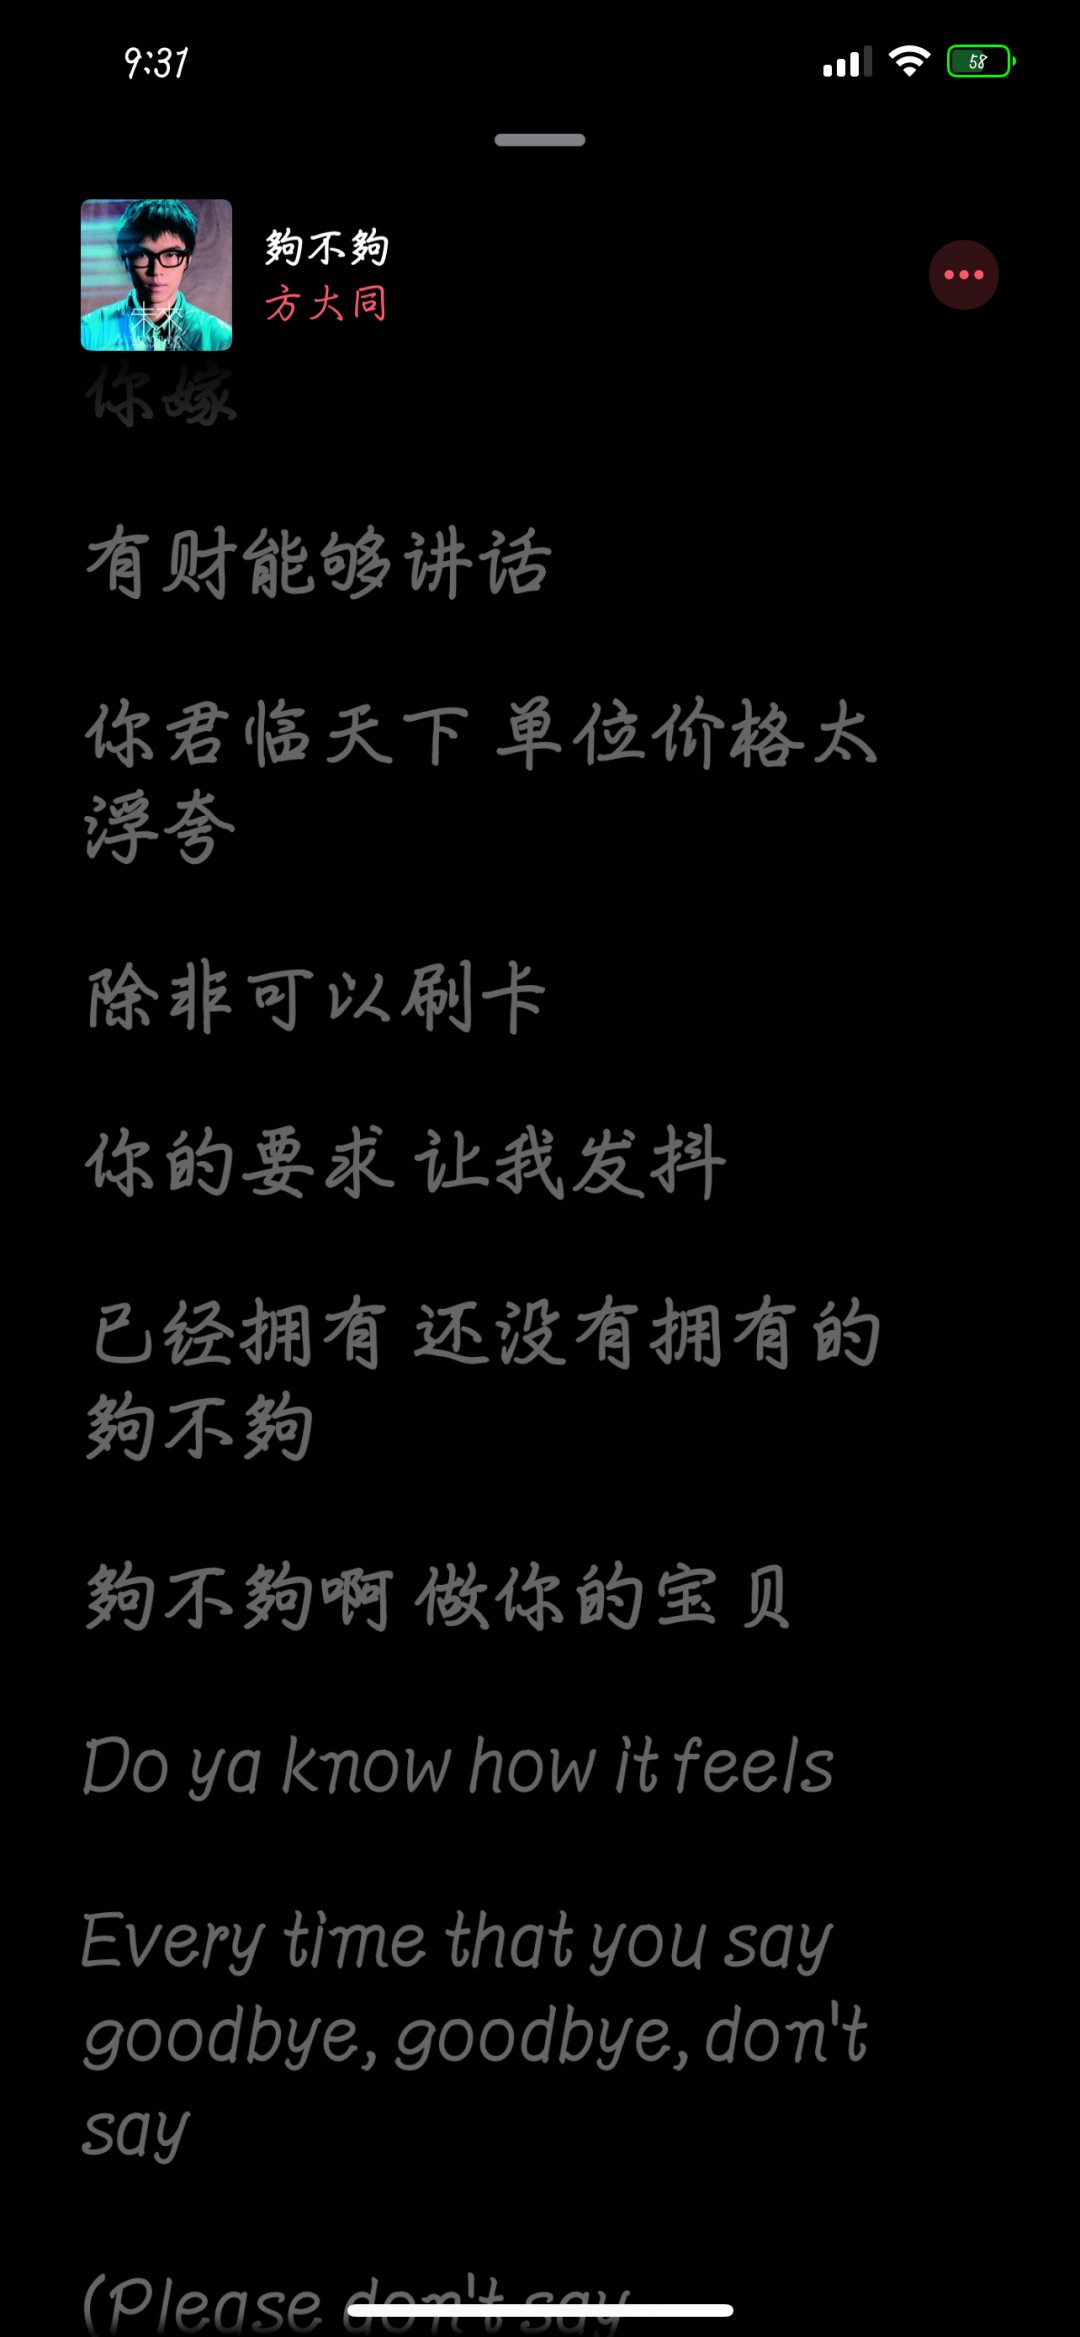 9:31
58
夠不夠
方大同
未来
你嫁
有财能够讲话
你君临天下 单位价格太
浮夸
除非可以刷卡
你的要求 让我发抖
已经拥有 还没有拥有的
夠不夠
夠不夠啊 做你的宝贝
Do ya know how it feels
Every time that you say
goodbye, goodbye, don't
say
(Please don't say